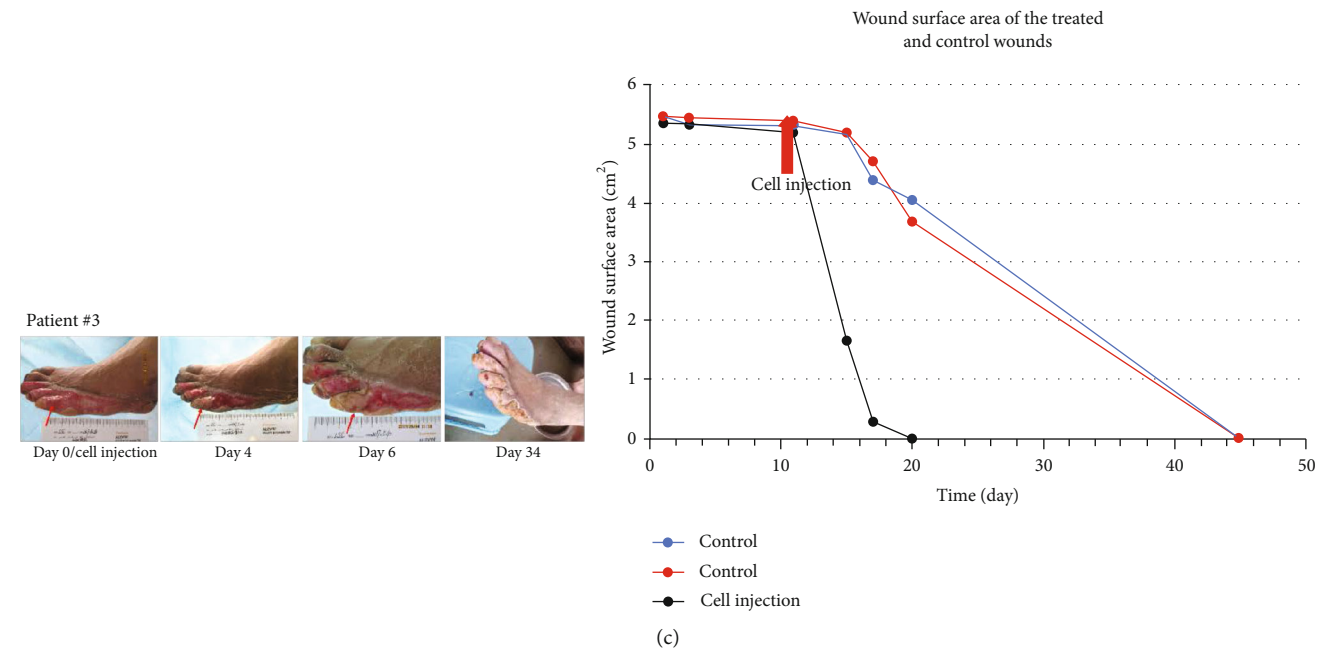 Wound surface area of the treated
and control wounds
6
5
4
3
2
1
0
Wound surface area (cm²)
Cell injection
0
10
20
30
40
50
Time (day)
Patient #3
Day 0/cell injection
Day 4
Day 6
Day 34
Control
Control
Cell injection
(c)